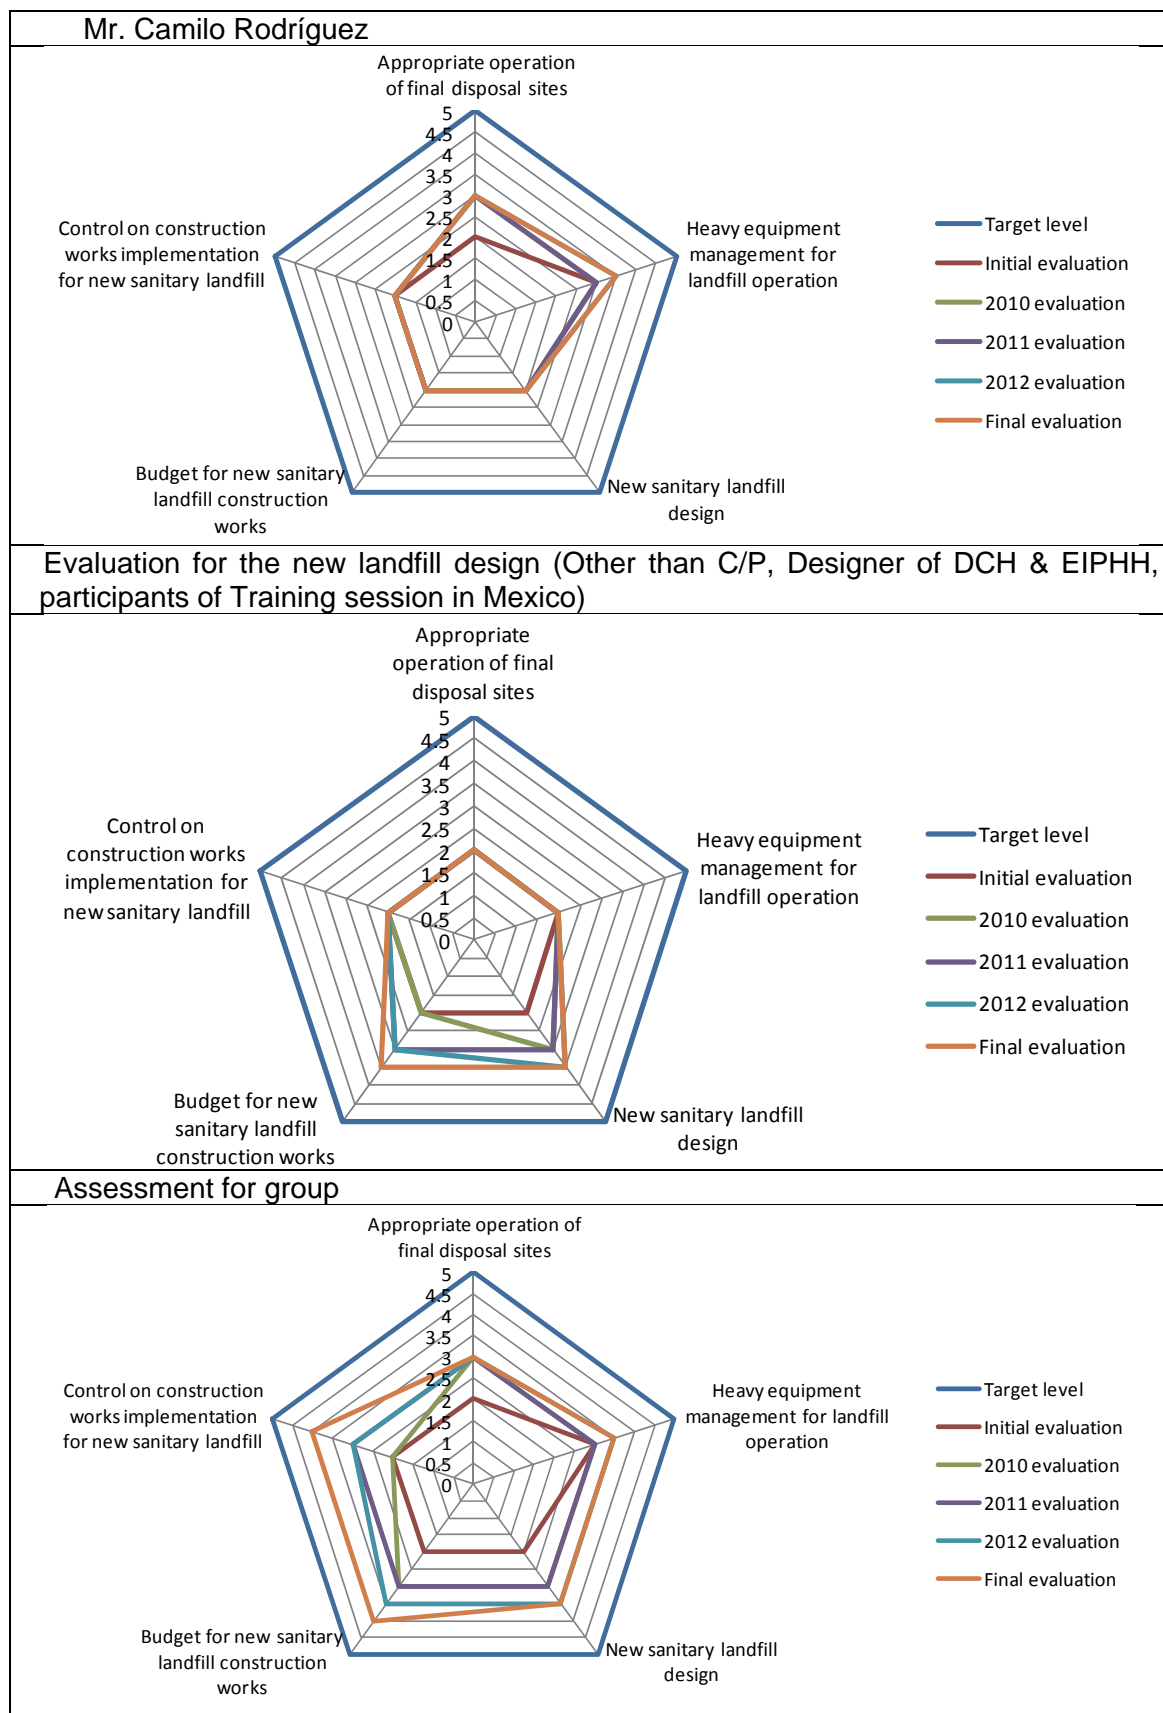 Mr. Camilo Rodríguez
Appropriate operation
of final disposal sites
5
4.5
4
3.5
3
2.5
2
1.5
1
0.5
0
Control on construction
works implementation
for new sanitary landfill
Heavy equipment
management for
landfill operation
Budget for new sanitary
landfill construction
works
New sanitary landfill
design
Target level
Initial evaluation
2010 evaluation
2011 evaluation
2012 evaluation
Final evaluation
Evaluation for the new landfill design (Other than C/P, Designer of DCH & EIPHH,
participants of Training session in Mexico)
Appropriate
operation of final
disposal sites
5
4.5
4
3.5
3
2.5
2
1.5
1
0.5
0
Control on
construction works
implementation for
new sanitary landfill
Heavy equipment
management for
landfill operation
Budget for new
sanitary landfill
construction works
New sanitary landfill
design
Target level
Initial evaluation
2010 evaluation
2011 evaluation
2012 evaluation
Final evaluation
Assessment for group
Appropriate operation of
final disposal sites
5
4.5
4
3.5
3
2.5
2
1.5
1
0.5
0
Control on construction
works implementation
for new sanitary landfill
Heavy equipment
management for landfill
operation
Budget for new sanitary
landfill construction
works
New sanitary landfill
design
Target level
Initial evaluation
2010 evaluation
2011 evaluation
2012 evaluation
Final evaluation